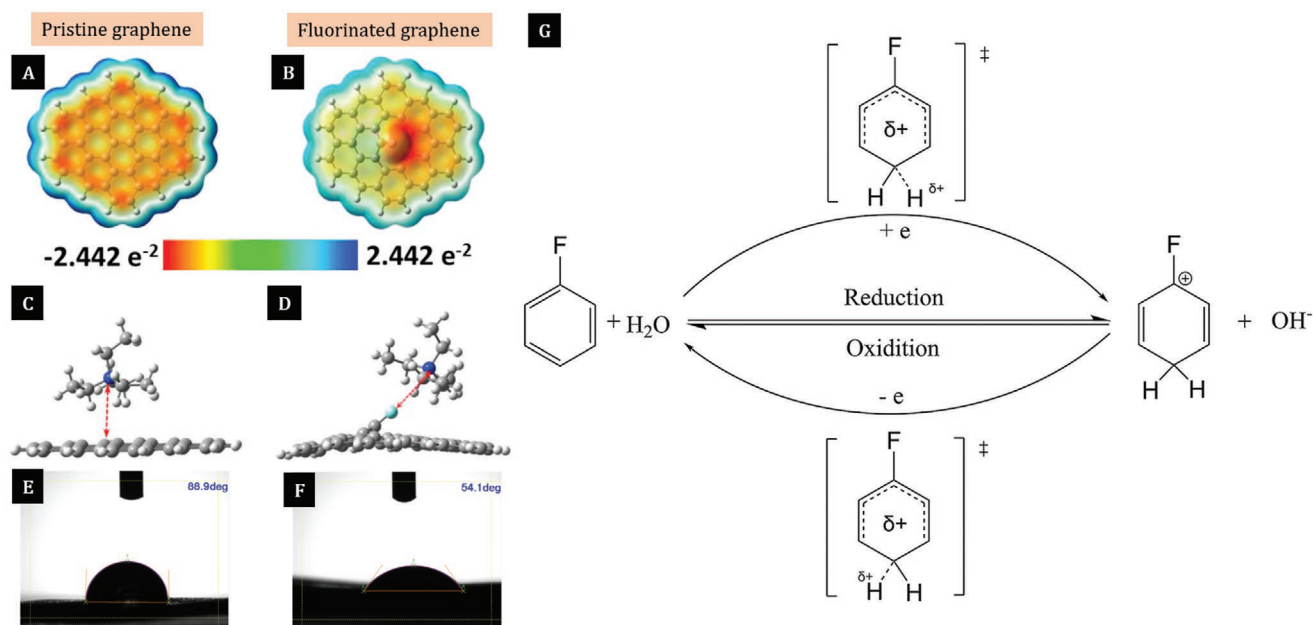 Pristine graphene
Fluorinated graphene
A
B
-2.442 e⁻²
2.442 e⁻²
C
D
E
88.9deg
F
54.1deg
G
F
δ+
H
H
δ+
‡
+ e
F
+ H₂O
Reduction
Oxidition
F
⊕
H
H
+ OH⁻
- e
F
δ+
δ+
H
H
‡